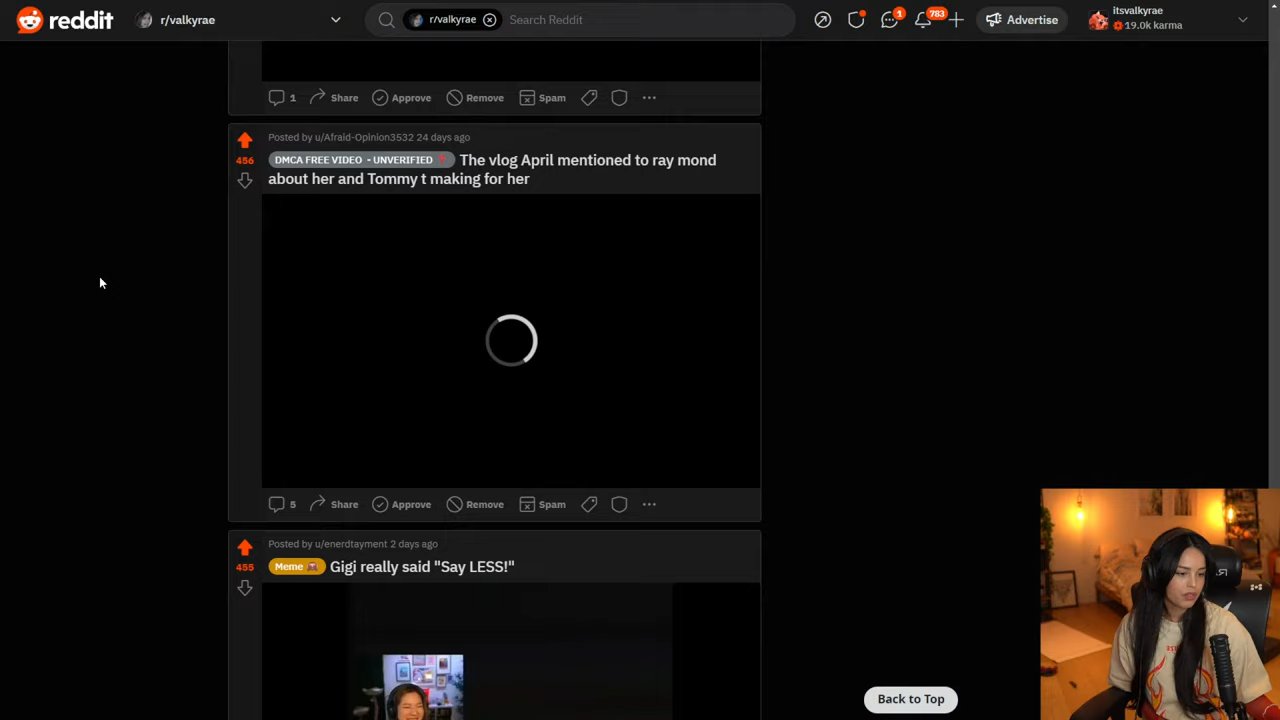 reddit r/valkyrae r/valkyrae Search Reddit 1 783 Advertise itsvalkyrae
19.0k karma
1 Share Approve Remove Spam
Posted by u/Afraid-Opinion3532 24 days ago
456 DMCA FREE VIDEO - UNVERIFIED The vlog April mentioned to ray mond
about her and Tommy t making for her
5 Share Approve Remove Spam
Posted by u/enerdtayment 2 days ago
455 Meme Gigi really said "Say LESS!"
Back to Top